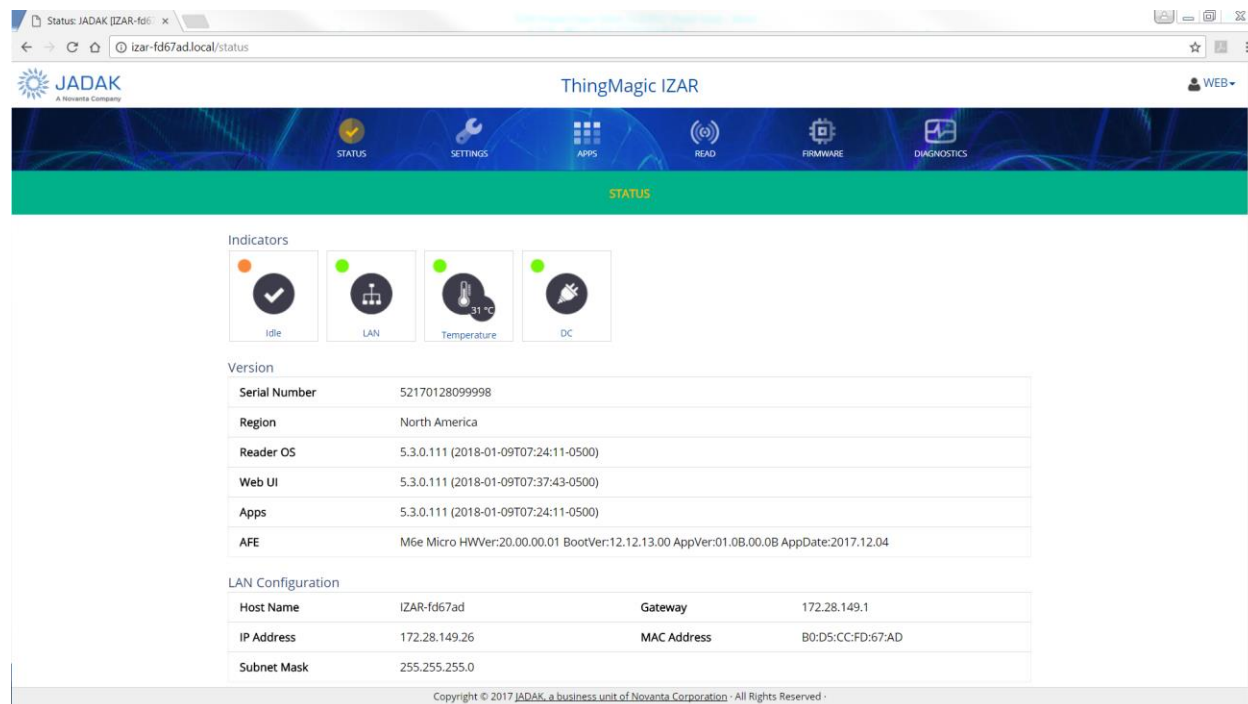 Status: JADAK [IZAR-fd6
izar-fd67ad.local/status
JADAK
A Novanta Company
ThingMagic IZAR
WEB
STATUS
SETTINGS
APPS
READ
FIRMWARE
DIAGNOSTICS
STATUS
Indicators
31 °C
Idle
LAN
Temperature
DC
Version
Serial Number 52170128099998
Region North America
Reader OS 5.3.0.111 (2018-01-09T07:24:11-0500)
Web UI 5.3.0.111 (2018-01-09T07:37:43-0500)
Apps 5.3.0.111 (2018-01-09T07:24:11-0500)
AFE M6e Micro HWVer:20.00.00.01 BootVer:12.12.13.00 AppVer:01.0B.00.0B AppDate:2017.12.04
LAN Configuration
Host Name IZAR-fd67ad Gateway 172.28.149.1
IP Address 172.28.149.26 MAC Address B0:D5:CC:FD:67:AD
Subnet Mask 255.255.255.0
Copyright © 2017 JADAK, a business unit of Novanta Corporation · All Rights Reserved ·